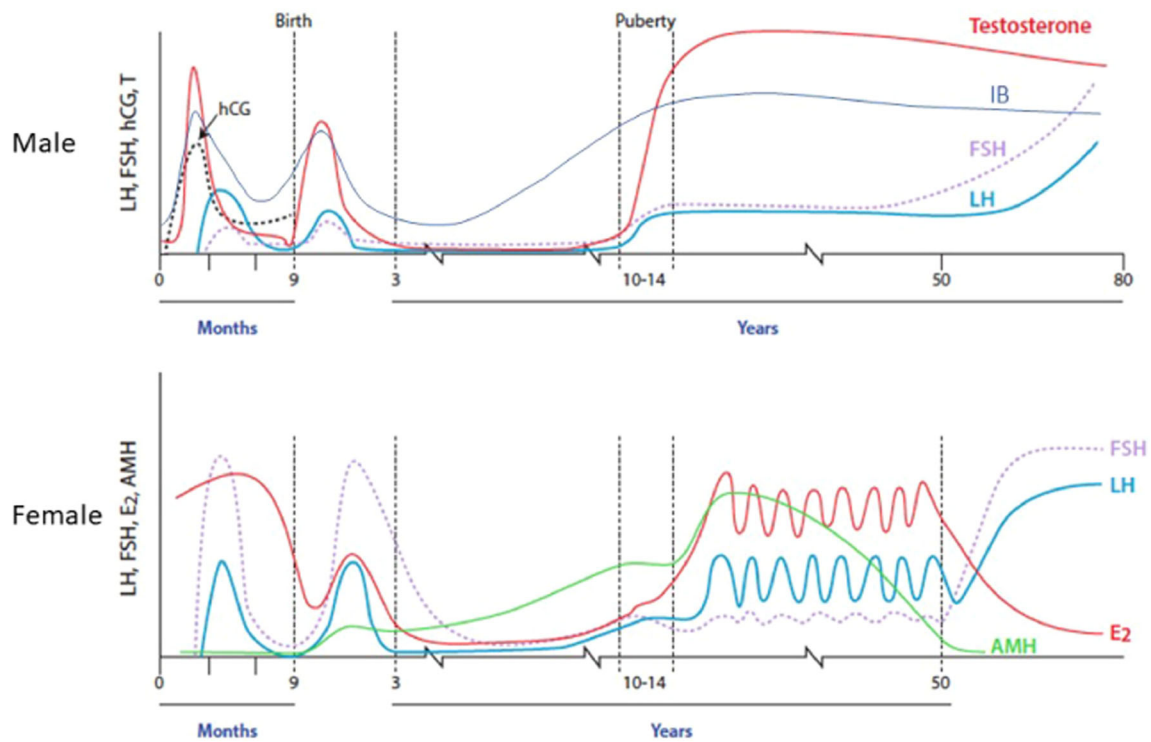 Birth
Puberty
Testosterone
hCG
IB
Male
LH, FSH, hCG, T
FSH
LH
0
9
3
10-14
50
80
Months
Years
FSH
LH
Female
LH, FSH, E₂, AMH
E₂
AMH
0
9
3
10-14
50
Months
Years